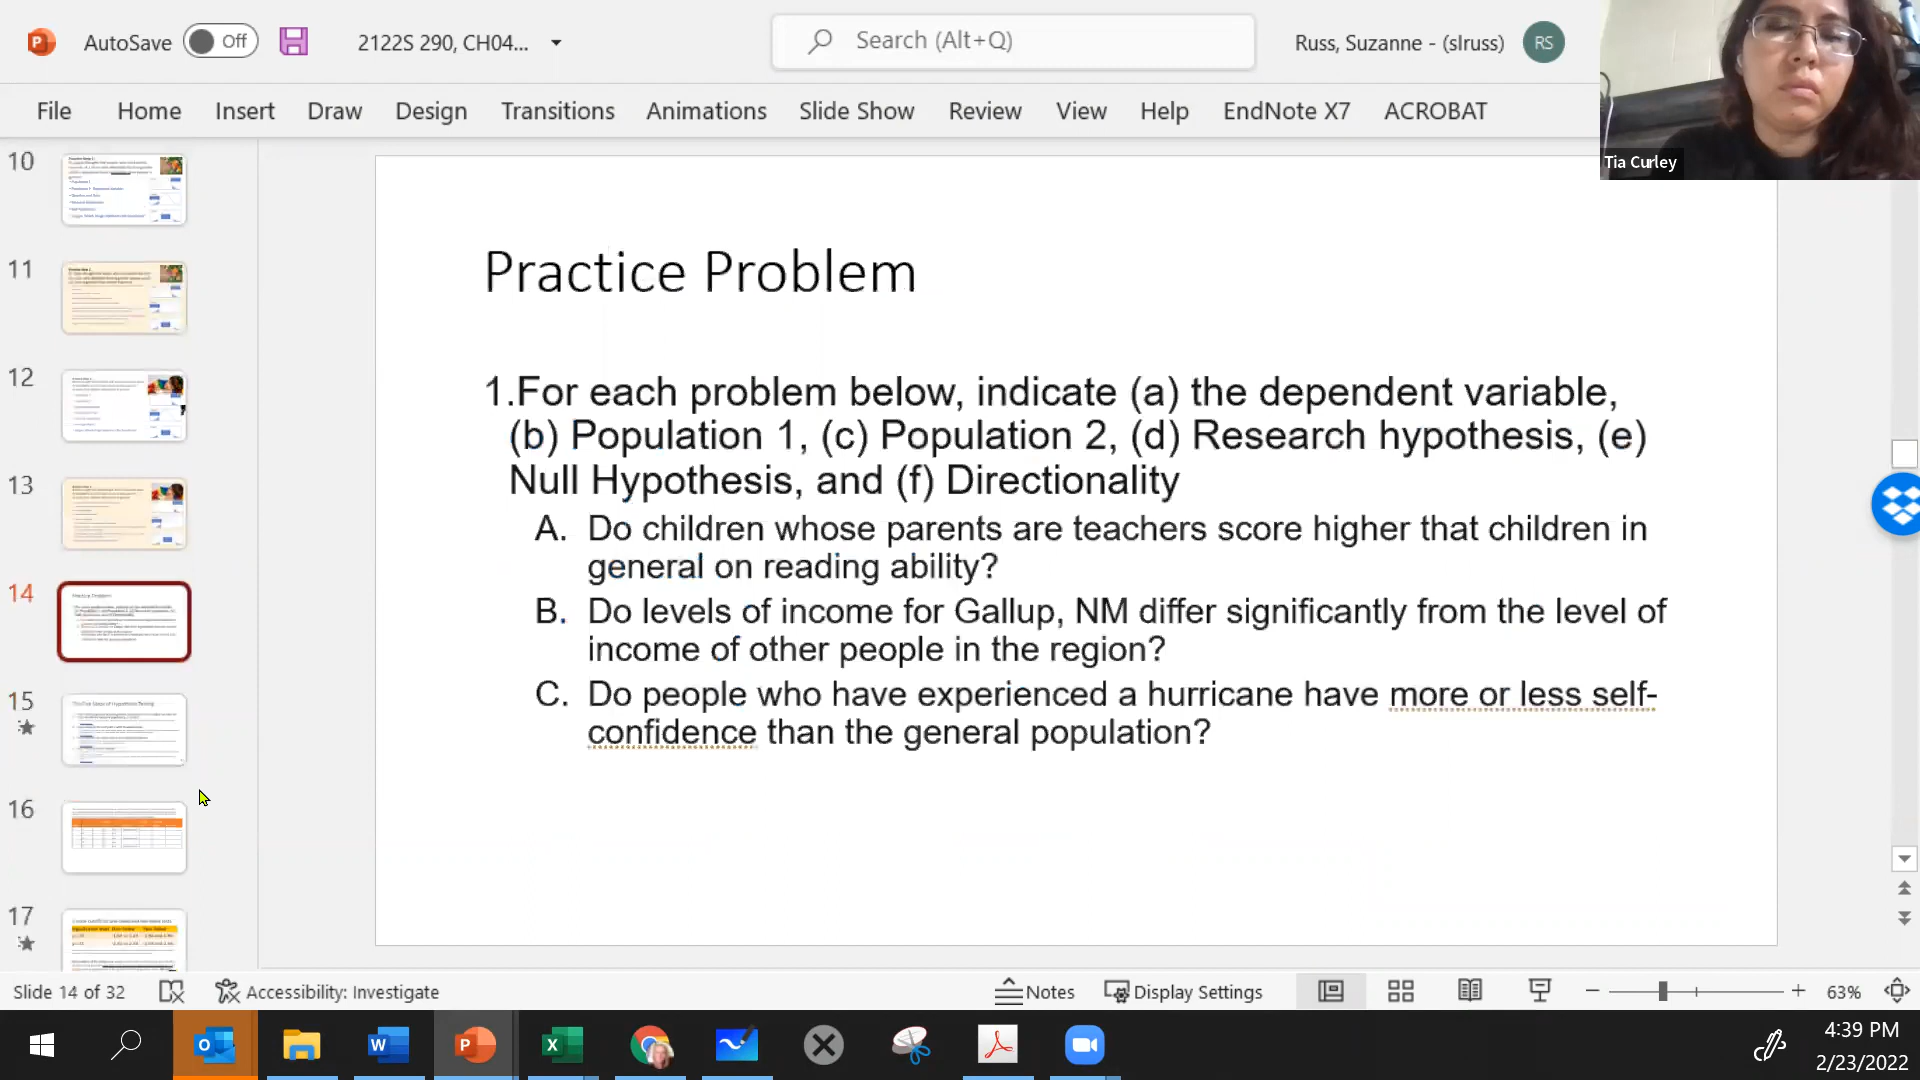 AutoSave Off 2122S 290, CH04... Search (Alt+Q) Russ, Suzanne - (slruss) RS
File Home Insert Draw Design Transitions Animations Slide Show Review View Help EndNote X7 ACROBAT
Tia Curley
10
11
12
13
14
15
16
17
Practice Problem
1.For each problem below, indicate (a) the dependent variable,
(b) Population 1, (c) Population 2, (d) Research hypothesis, (e)
Null Hypothesis, and (f) Directionality
A. Do children whose parents are teachers score higher that children in
general on reading ability?
B. Do levels of income for Gallup, NM differ significantly from the level of
income of other people in the region?
C. Do people who have experienced a hurricane have more or less self-
confidence than the general population?
Slide 14 of 32 Accessibility: Investigate Notes Display Settings 63%
4:39 PM
2/23/2022